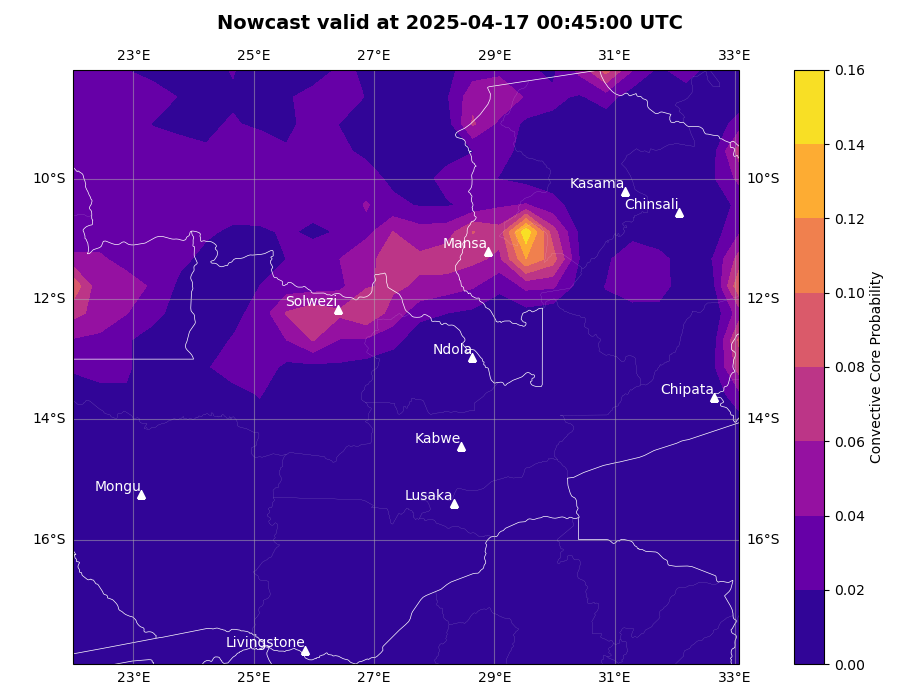 Nowcast valid at 2025-04-17 00:45:00 UTC
23°E 25°E 27°E 29°E 31°E 33°E
0.16
0.14
10°S Kasama 10°S
Chinsali
0.12
Mansa
0.10
12°S Solwezi 12°S
Ndola
0.08
Chipata
14°S 14°S
Kabwe
0.06
Mongu Lusaka
0.04
16°S 16°S
0.02
Livingstone
0.00
23°E 25°E 27°E 29°E 31°E 33°E
Convective Core Probability